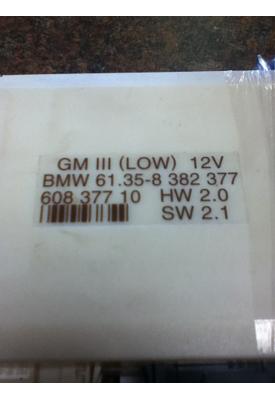 GM III (LOW) 12V
BMW 61.35-8 382 377
608 377 10 HW 2.0
SW 2.1